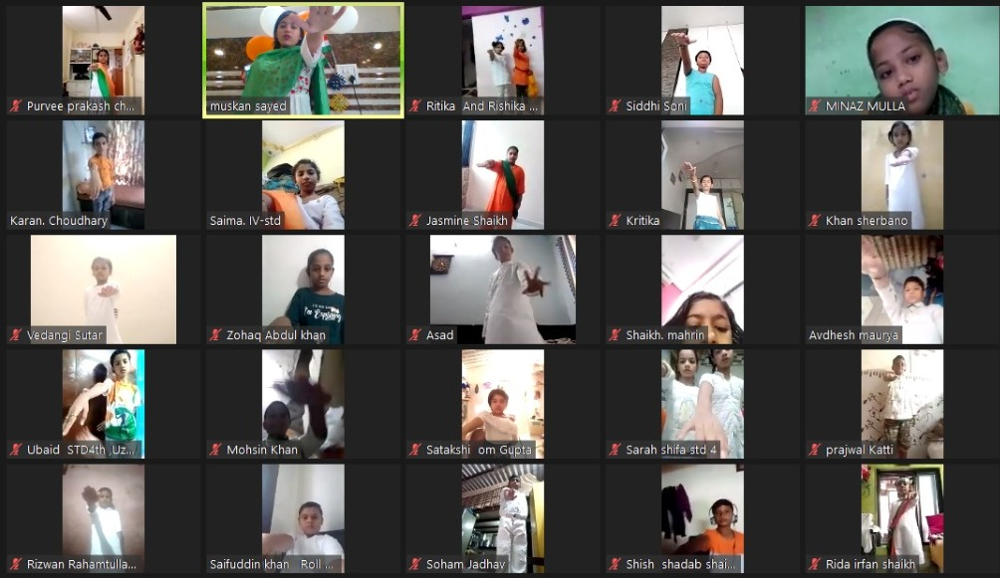 Purvee prakash ch...
muskan sayed
Ritika And Rishika ...
Siddhi Soni
MINAZ MULLA
Karan. Choudhary
Saima. IV-std
Jasmine Shaikh
Kritika
Khan sherbano
Vedangi Sutar
Zohaq Abdul khan
I'm Exploring
Asad
Shaikh. mahrin
Avdhesh maurya
Ubaid STD4th ,Uz...
Mohsin Khan
Satakshi om Gupta
Sarah shifa std 4
prajwal Katti
Rizwan Rahamtulla...
Saifuddin khan Roll ...
Soham Jadhav
Shish shadab shai...
Rida irfan shaikh